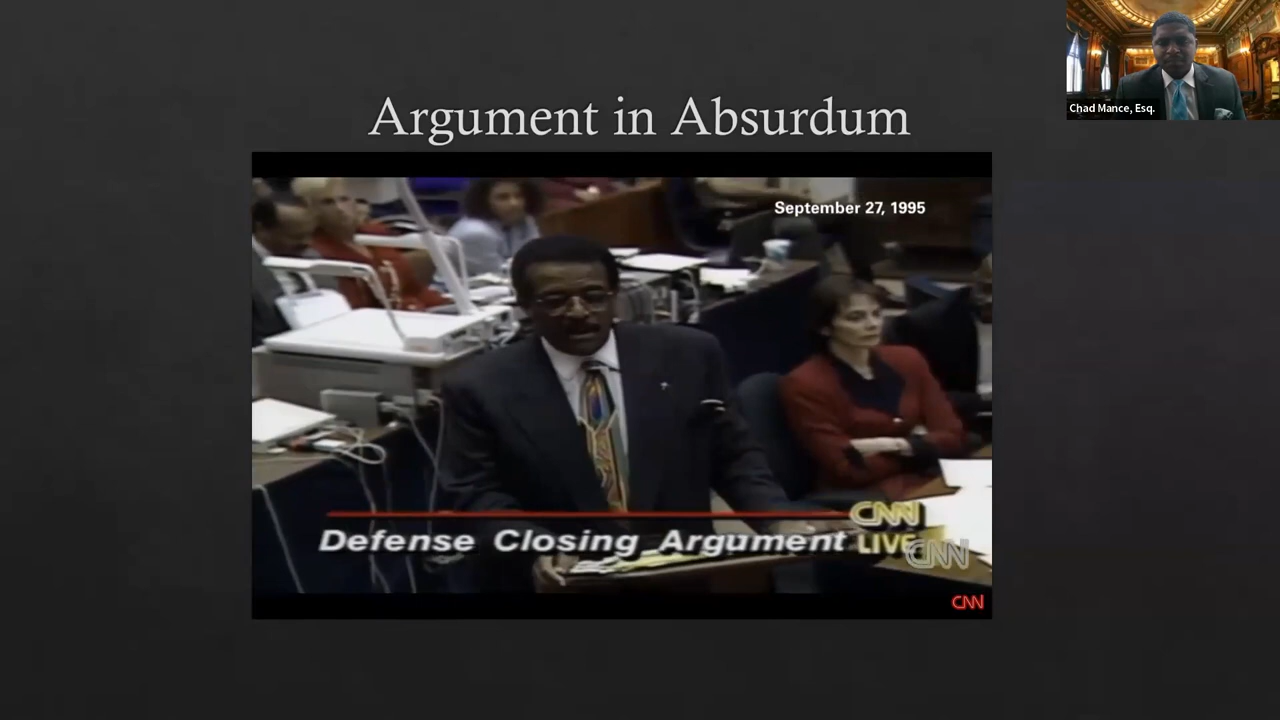 Chad Mance, Esq.
Argument in Absurdum
September 27, 1995
CNN
Defense Closing Argument LIVE
CNN
CNN